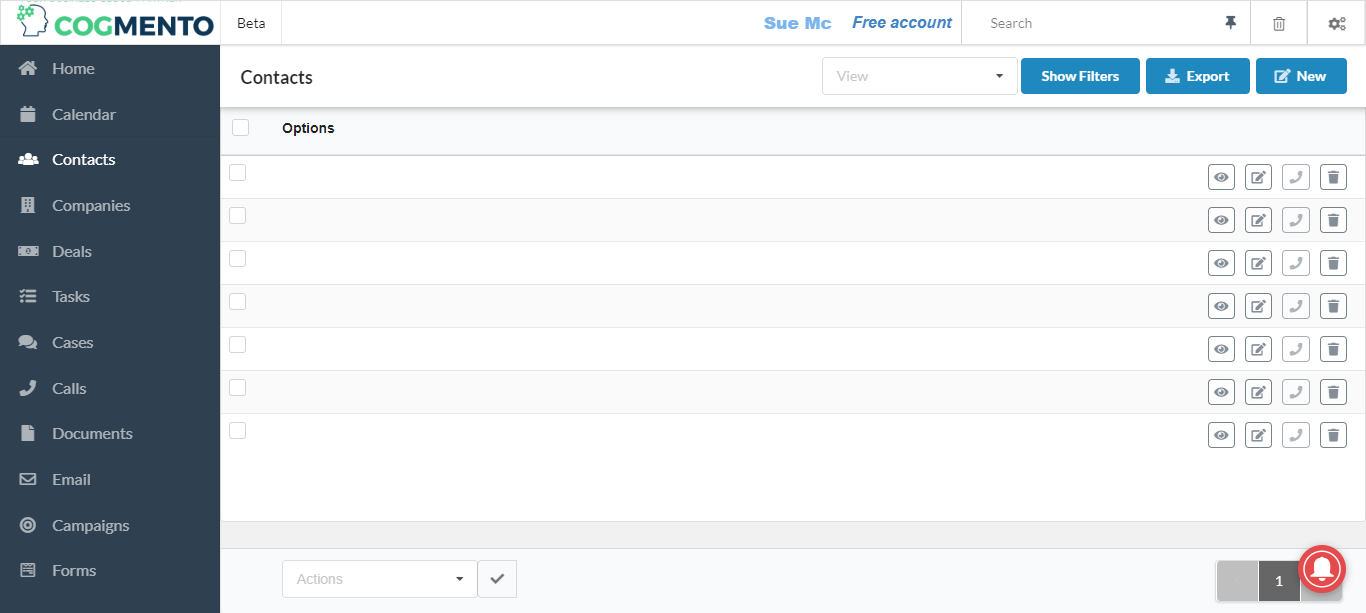 COGMENTO
Beta
Sue Mc
Free account
Search
Home
Calendar
Contacts
Companies
Deals
Tasks
Cases
Calls
Documents
Email
Campaigns
Forms
Contacts
View
Show Filters
Export
New
Options
Actions
1